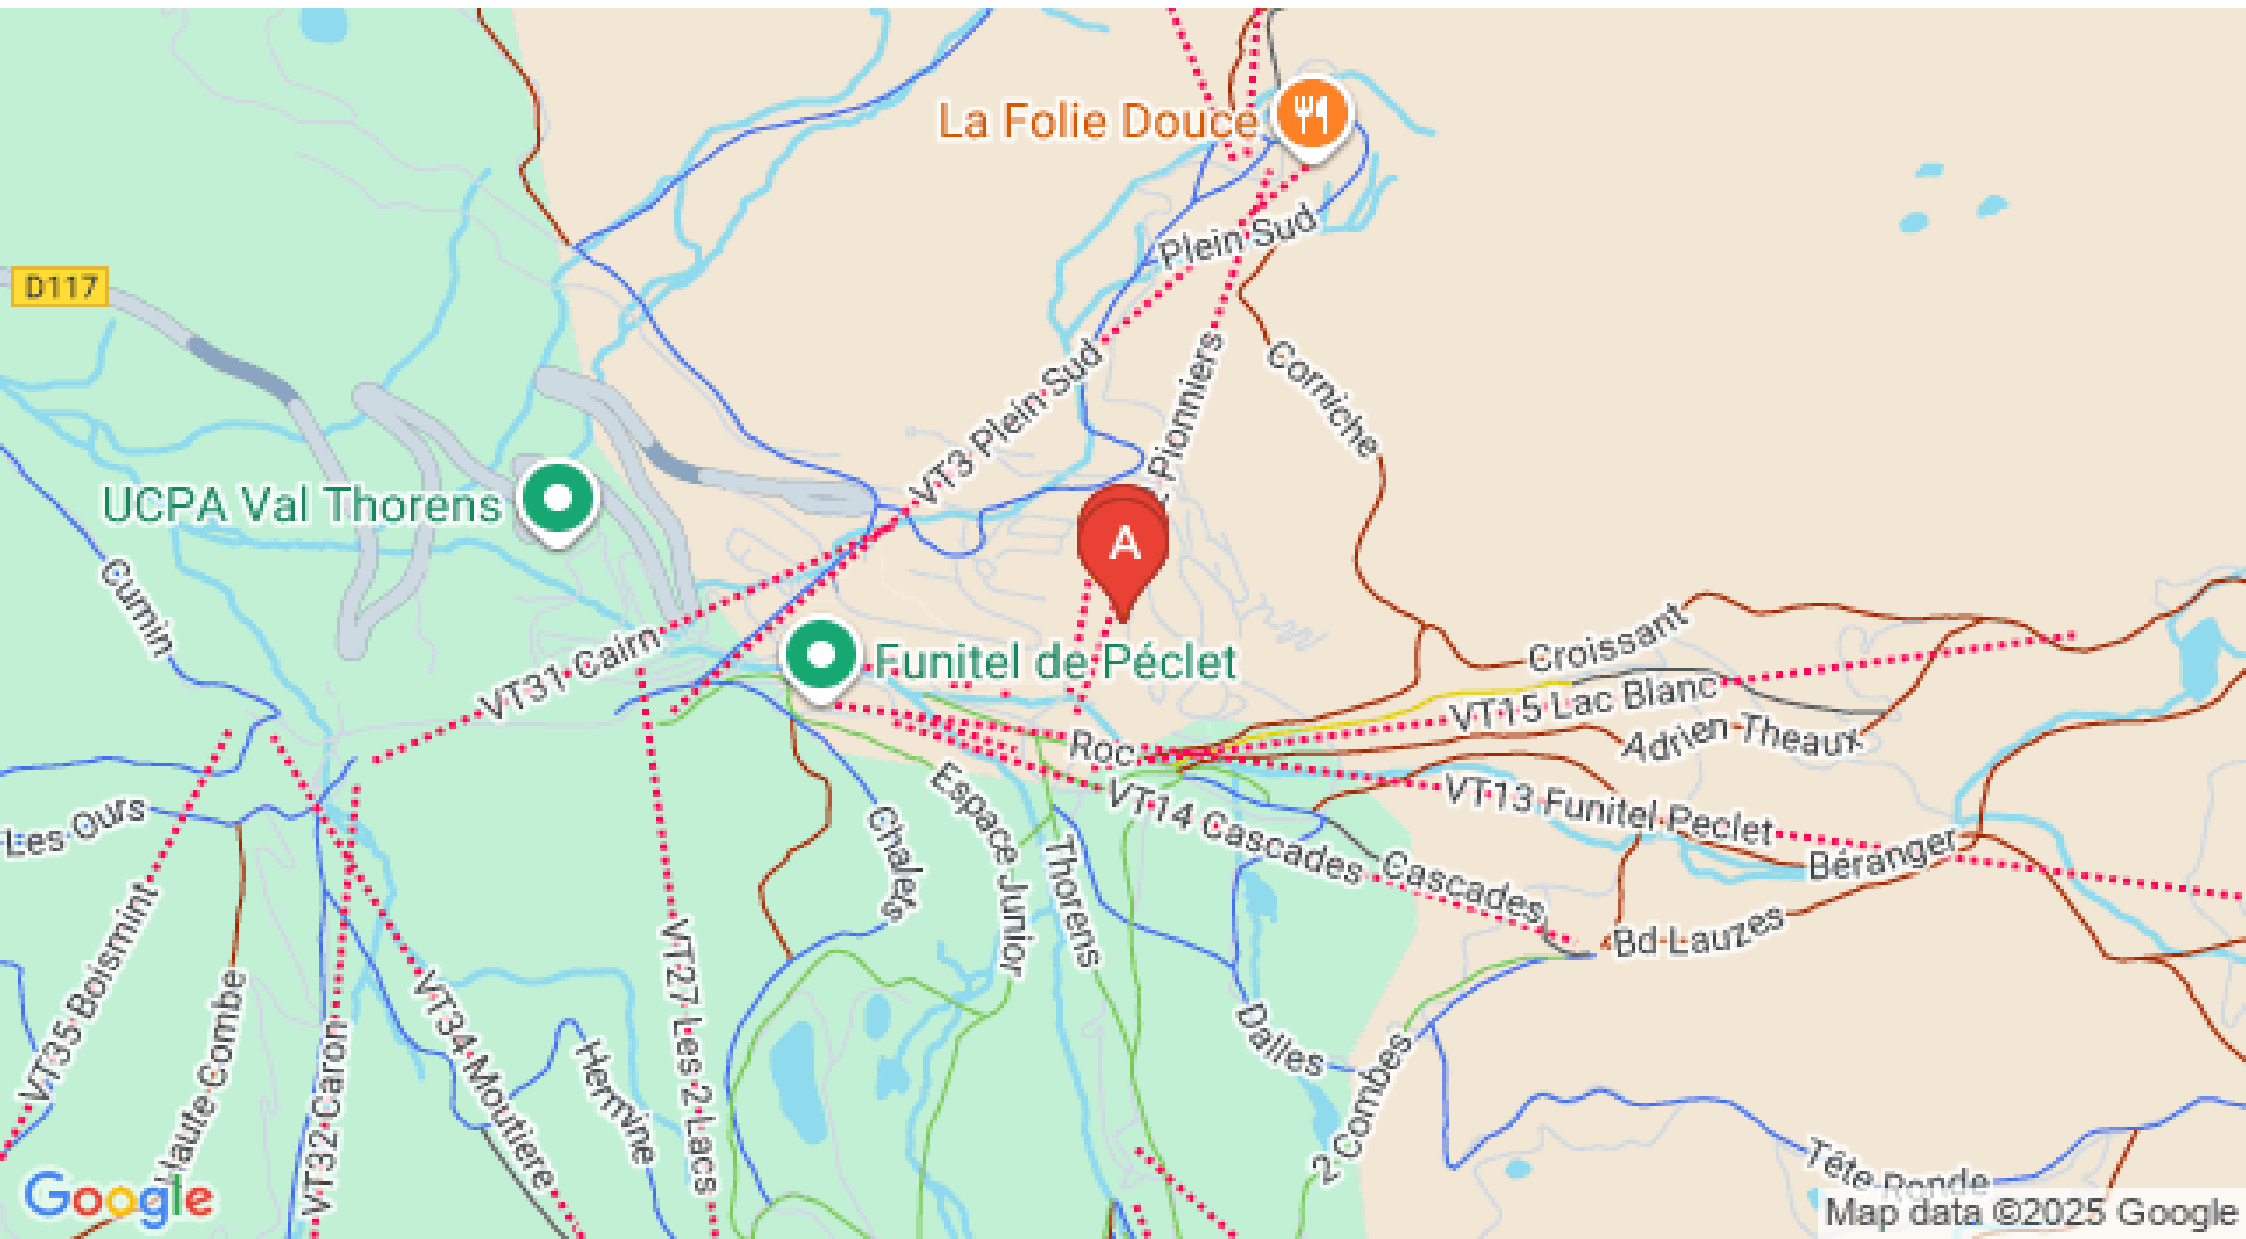 La Folie Douce
Plein Sud
D117
Corniche
VT3 Plein Sud
Pionniers
UCPA Val Thorens
A
Cumin
Funitel de Péclet
Croissant
VT31 Cairn
VT15 Lac Blanc
Adrien Theaux
Roc
VT13 Funitel Peclet
VT14 Cascades
Les Ours
Chalets
Espace Junior
Thorens
Cascades
Béranger
Bd Lauzes
VT35 Boismint
Haute Combe
VT32 Caron
VT34 Moutiere
Hermine
VT27 Les 2 Lacs
Dalles
2 Combes
Tête Ronde
Google
Map data ©2025 Google